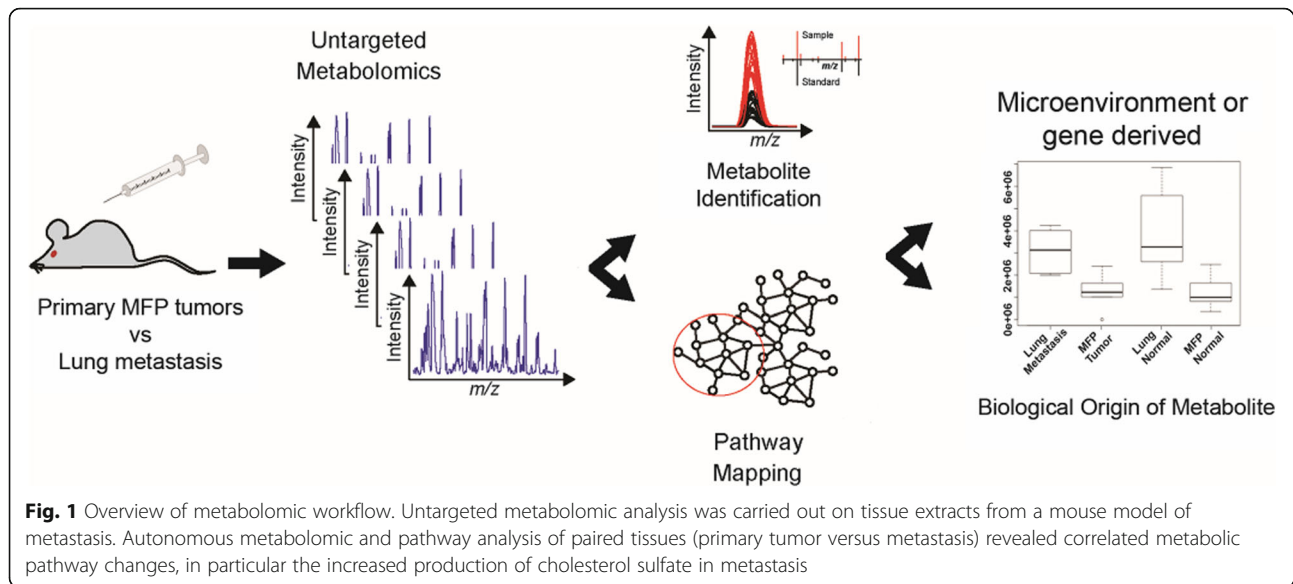 Untargeted
Metabolomics
Intensity
Intensity
Intensity
Intensity
m/z
Primary MFP tumors
vs
Lung metastasis
Intensity
m/z
Sample
m/z
Standard
Metabolite
Identification
Pathway
Mapping
Microenvironment or
gene derived
6e+06
4e+06
2e+06
0e+00
Lung
Metastasis
MFP
Tumor
Lung
Normal
MFP
Normal
Biological Origin of Metabolite
Fig. 1 Overview of metabolomic workflow. Untargeted metabolomic analysis was carried out on tissue extracts from a mouse model of
metastasis. Autonomous metabolomic and pathway analysis of paired tissues (primary tumor versus metastasis) revealed correlated metabolic
pathway changes, in particular the increased production of cholesterol sulfate in metastasis